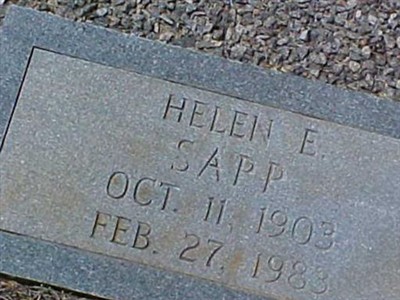 HELEN E.
SAPP
OCT. 11, 1903
FEB. 27, 1983